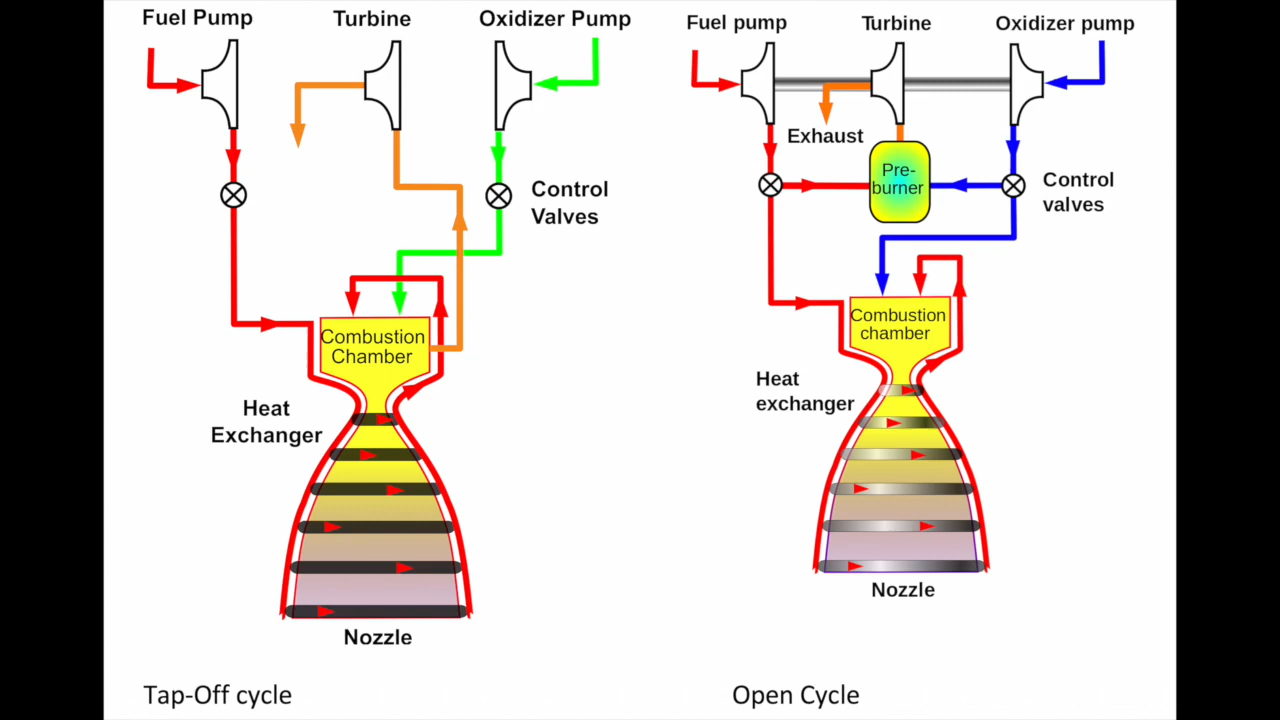 Fuel Pump
Turbine
Oxidizer Pump
Control
Valves
Combustion
Chamber
Heat
Exchanger
Nozzle
Tap-Off cycle
Fuel pump
Turbine
Oxidizer pump
Exhaust
Pre-
burner
Control
valves
Combustion
chamber
Heat
exchanger
Nozzle
Open Cycle